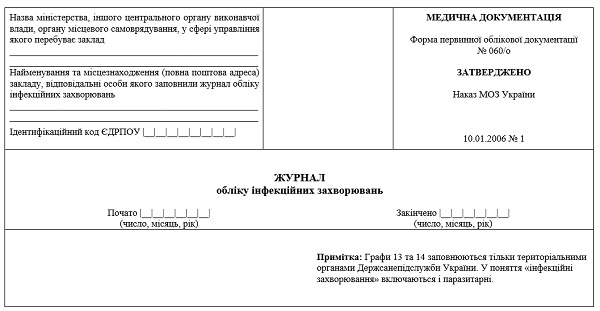 Назва міністерства, іншого центрального органу виконавчої
влади, органу місцевого самоврядування, у сфері управління
якого перебуває заклад
Найменування та місцезнаходження (повна поштова адреса)
закладу, відповідальні особи якого заповнили журнал обліку
інфекційних захворювань
Ідентифікаційний код ЄДРПОУ |__|__|__|__|__|__|__|__|
МЕДИЧНА ДОКУМЕНТАЦІЯ
Форма первинної облікової документації
№ 060/о
ЗАТВЕРДЖЕНО
Наказ МОЗ України
10.01.2006 № 1
ЖУРНАЛ
обліку інфекційних захворювань
Почато |__|__|__|__|__|__|
(число, місяць, рік)
Закінчено |__|__|__|__|__|__|
(число, місяць, рік)
Примітка: Графи 13 та 14 заповнюються тільки територіальними
органами Держсанепідслужби України. У поняття «інфекційні
захворювання» включаються і паразитарні.